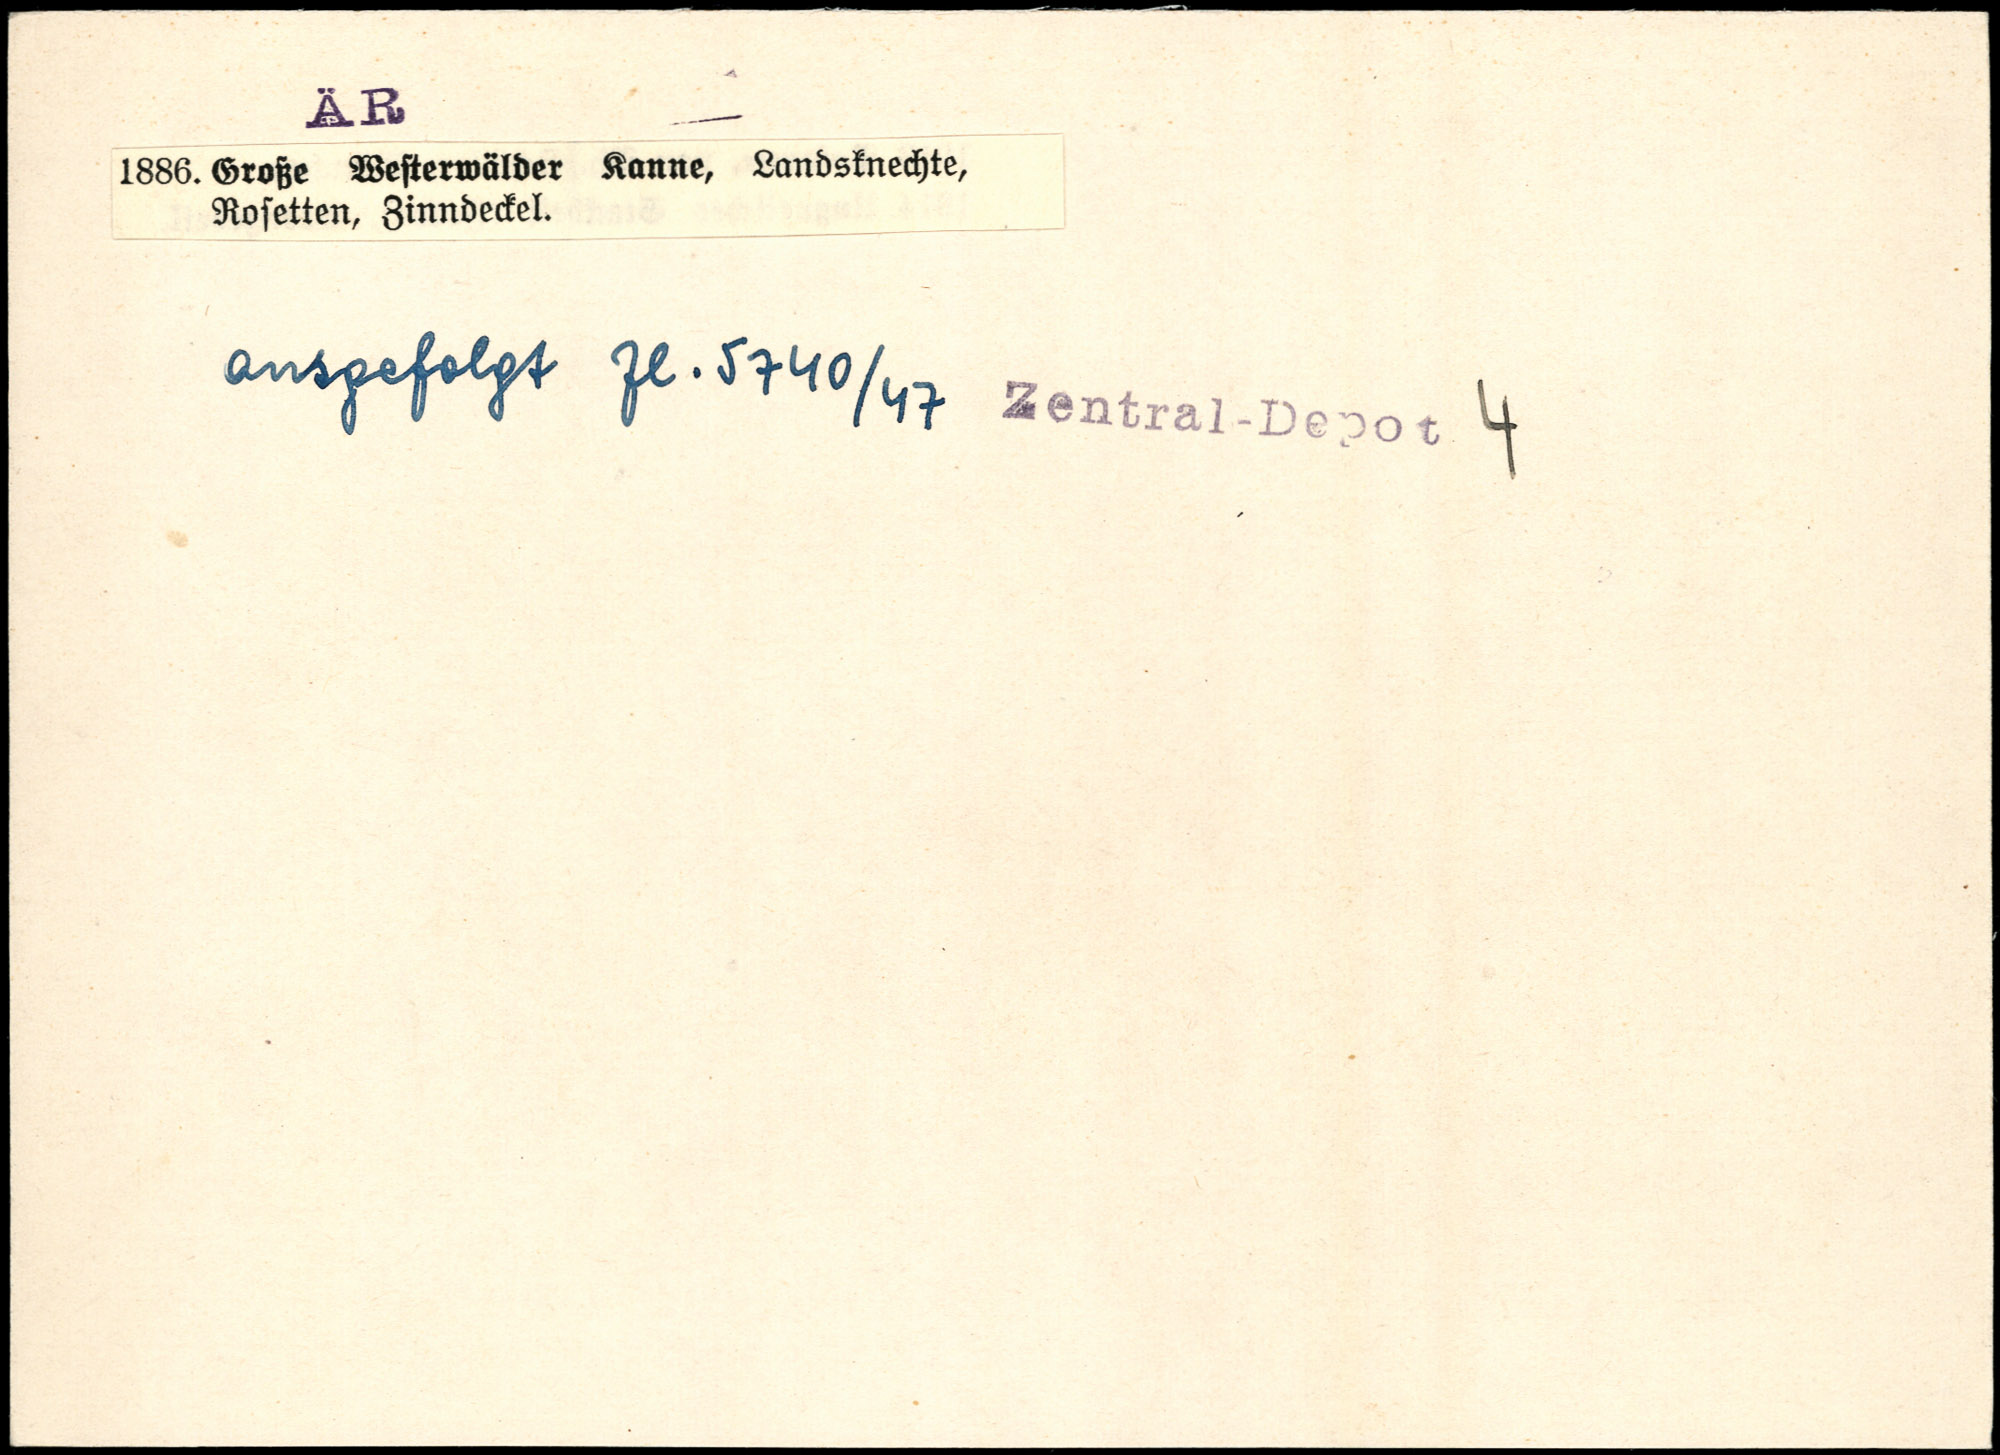 ÄR
1886. Große Westerwälder Kanne, Landsknechte,
Rosetten, Zinndeckel.
ausgefolgt Zl. 5740/47 Zentral-Depot 4